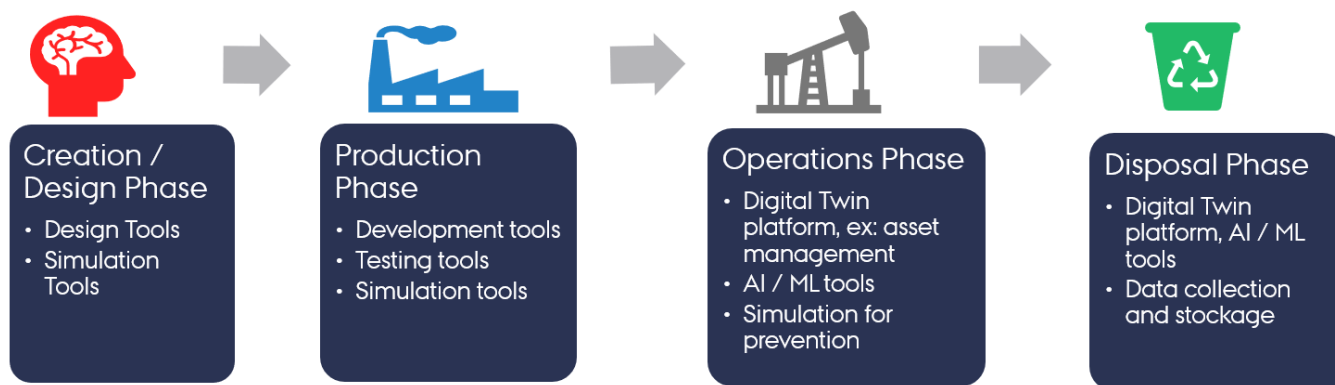 Creation /
Design Phase
• Design Tools
• Simulation
Tools
Production
Phase
• Development tools
• Testing tools
• Simulation tools
Operations Phase
• Digital Twin
platform, ex: asset
management
• AI / ML tools
• Simulation for
prevention
Disposal Phase
• Digital Twin
platform, AI / ML
tools
• Data collection
and stockage